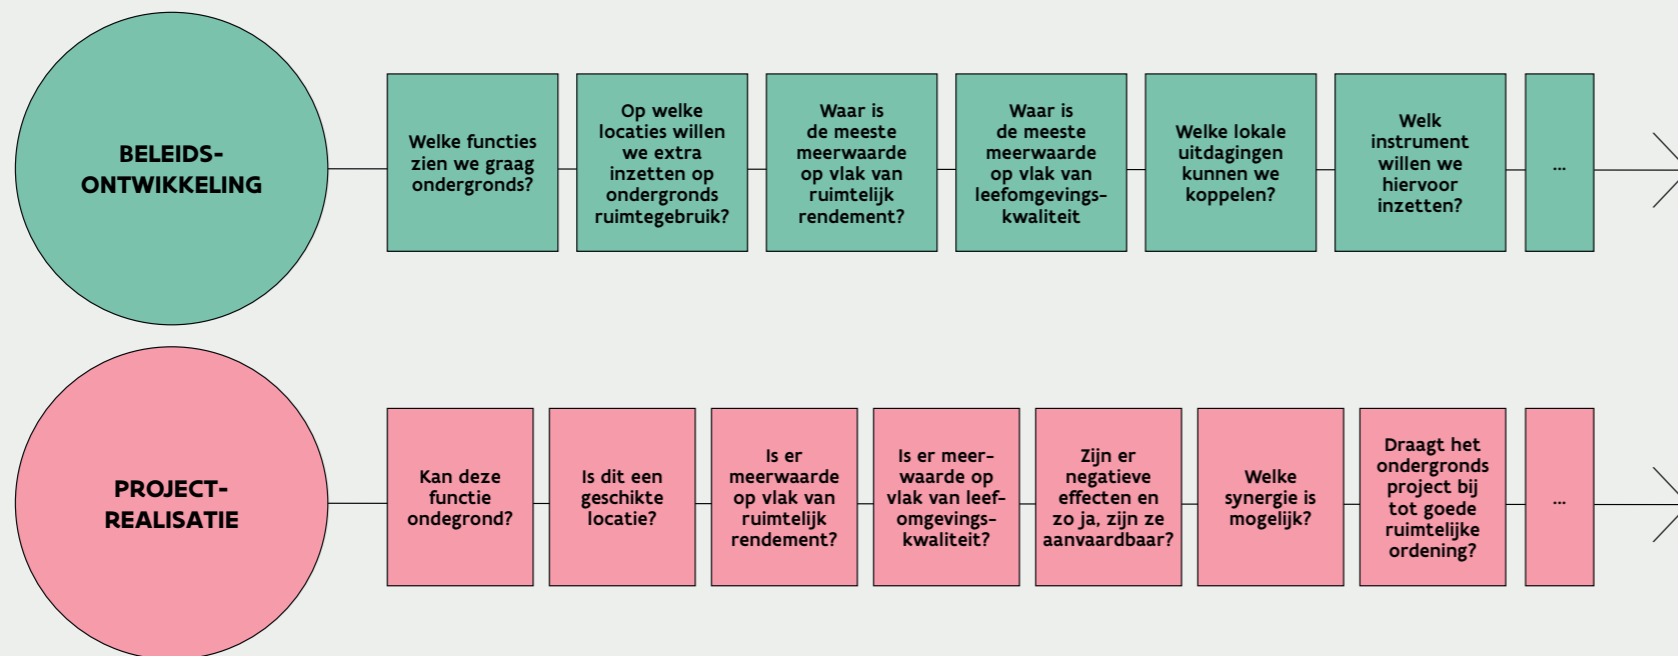 BELEIDS-
ONTWIKKELING
Welke functies
zien we graag
ondergronds?
Op welke
locaties willen
we extra
inzetten op
ondergronds
ruimtegebruik?
Waar is
de meeste
meerwaarde
op vlak van
ruimtelijk
rendement?
Waar is
de meeste
meerwaarde
op vlak van
leefomgevings-
kwaliteit
Welke lokale
uitdagingen
kunnen we
koppelen?
Welk
instrument
willen we
hiervoor
inzetten?
...
PROJECT-
REALISATIE
Kan deze
functie
ondegrond?
Is dit een
geschikte
locatie?
Is er
meerwaarde
op vlak van
ruimtelijk
rendement?
Is er meer-
waarde op
vlak van leef-
omgevings-
kwaliteit?
Zijn er
negatieve
effecten en
zo ja, zijn ze
aanvaardbaar?
Welke
synergie is
mogelijk?
Draagt het
ondergronds
project bij
tot goede
ruimtelijke
ordening?
...